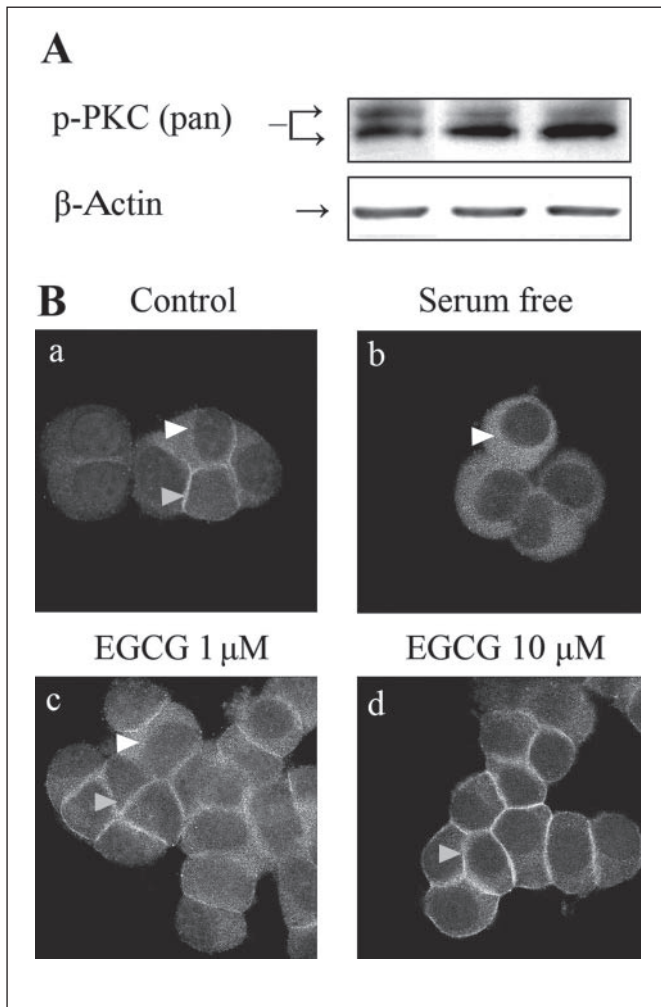 A
p-PKC (pan)
β-Actin
B Control Serum free
a b
EGCG 1 μM EGCG 10 μM
c d